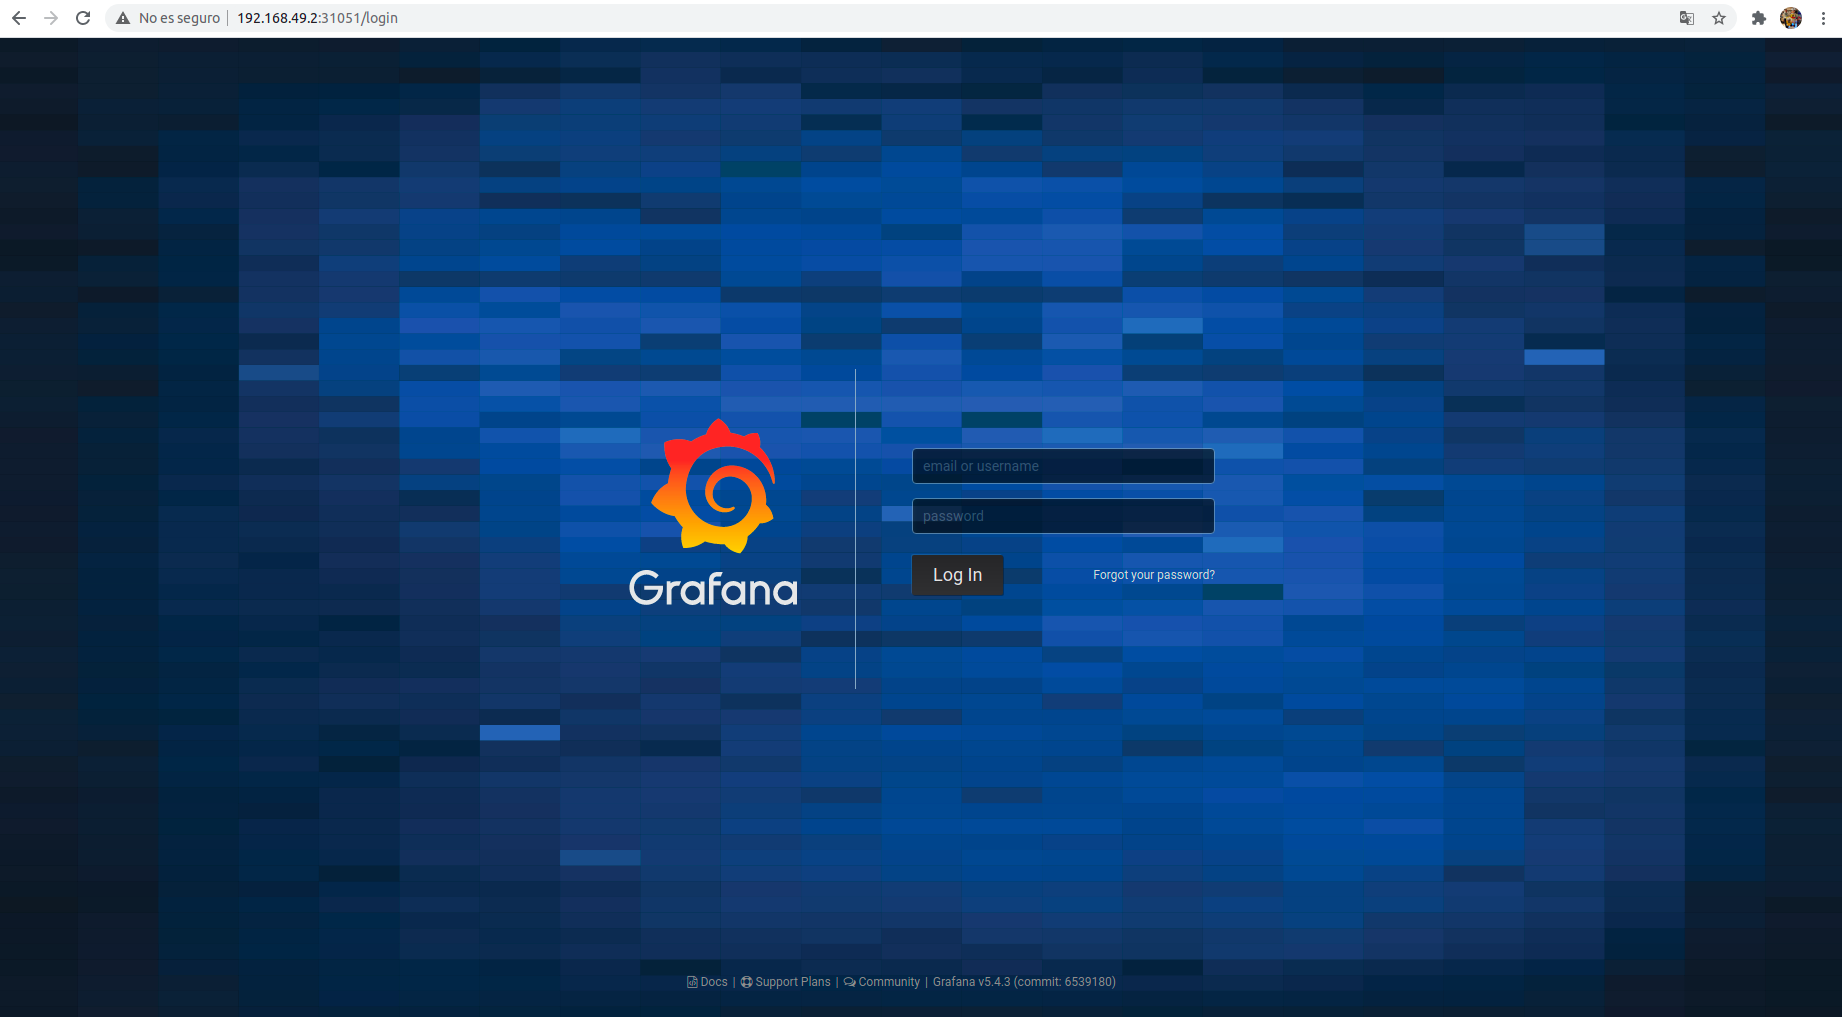 No es seguro | 192.168.49.2:31051/login
Grafana
email or username
password
Log In
Forgot your password?
Docs | Support Plans | Community | Grafana v5.4.3 (commit: 6539180)